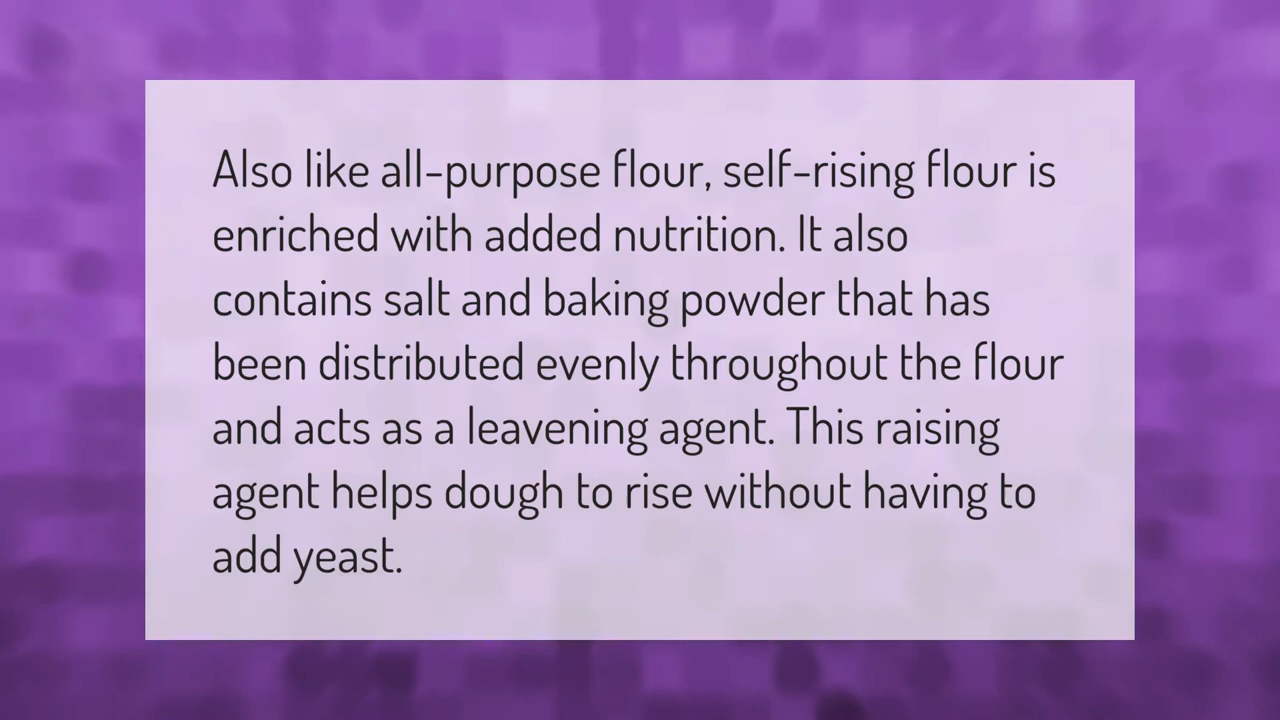 Also like all-purpose flour, self-rising flour is
enriched with added nutrition. It also
contains salt and baking powder that has
been distributed evenly throughout the flour
and acts as a leavening agent. This raising
agent helps dough to rise without having to
add yeast.